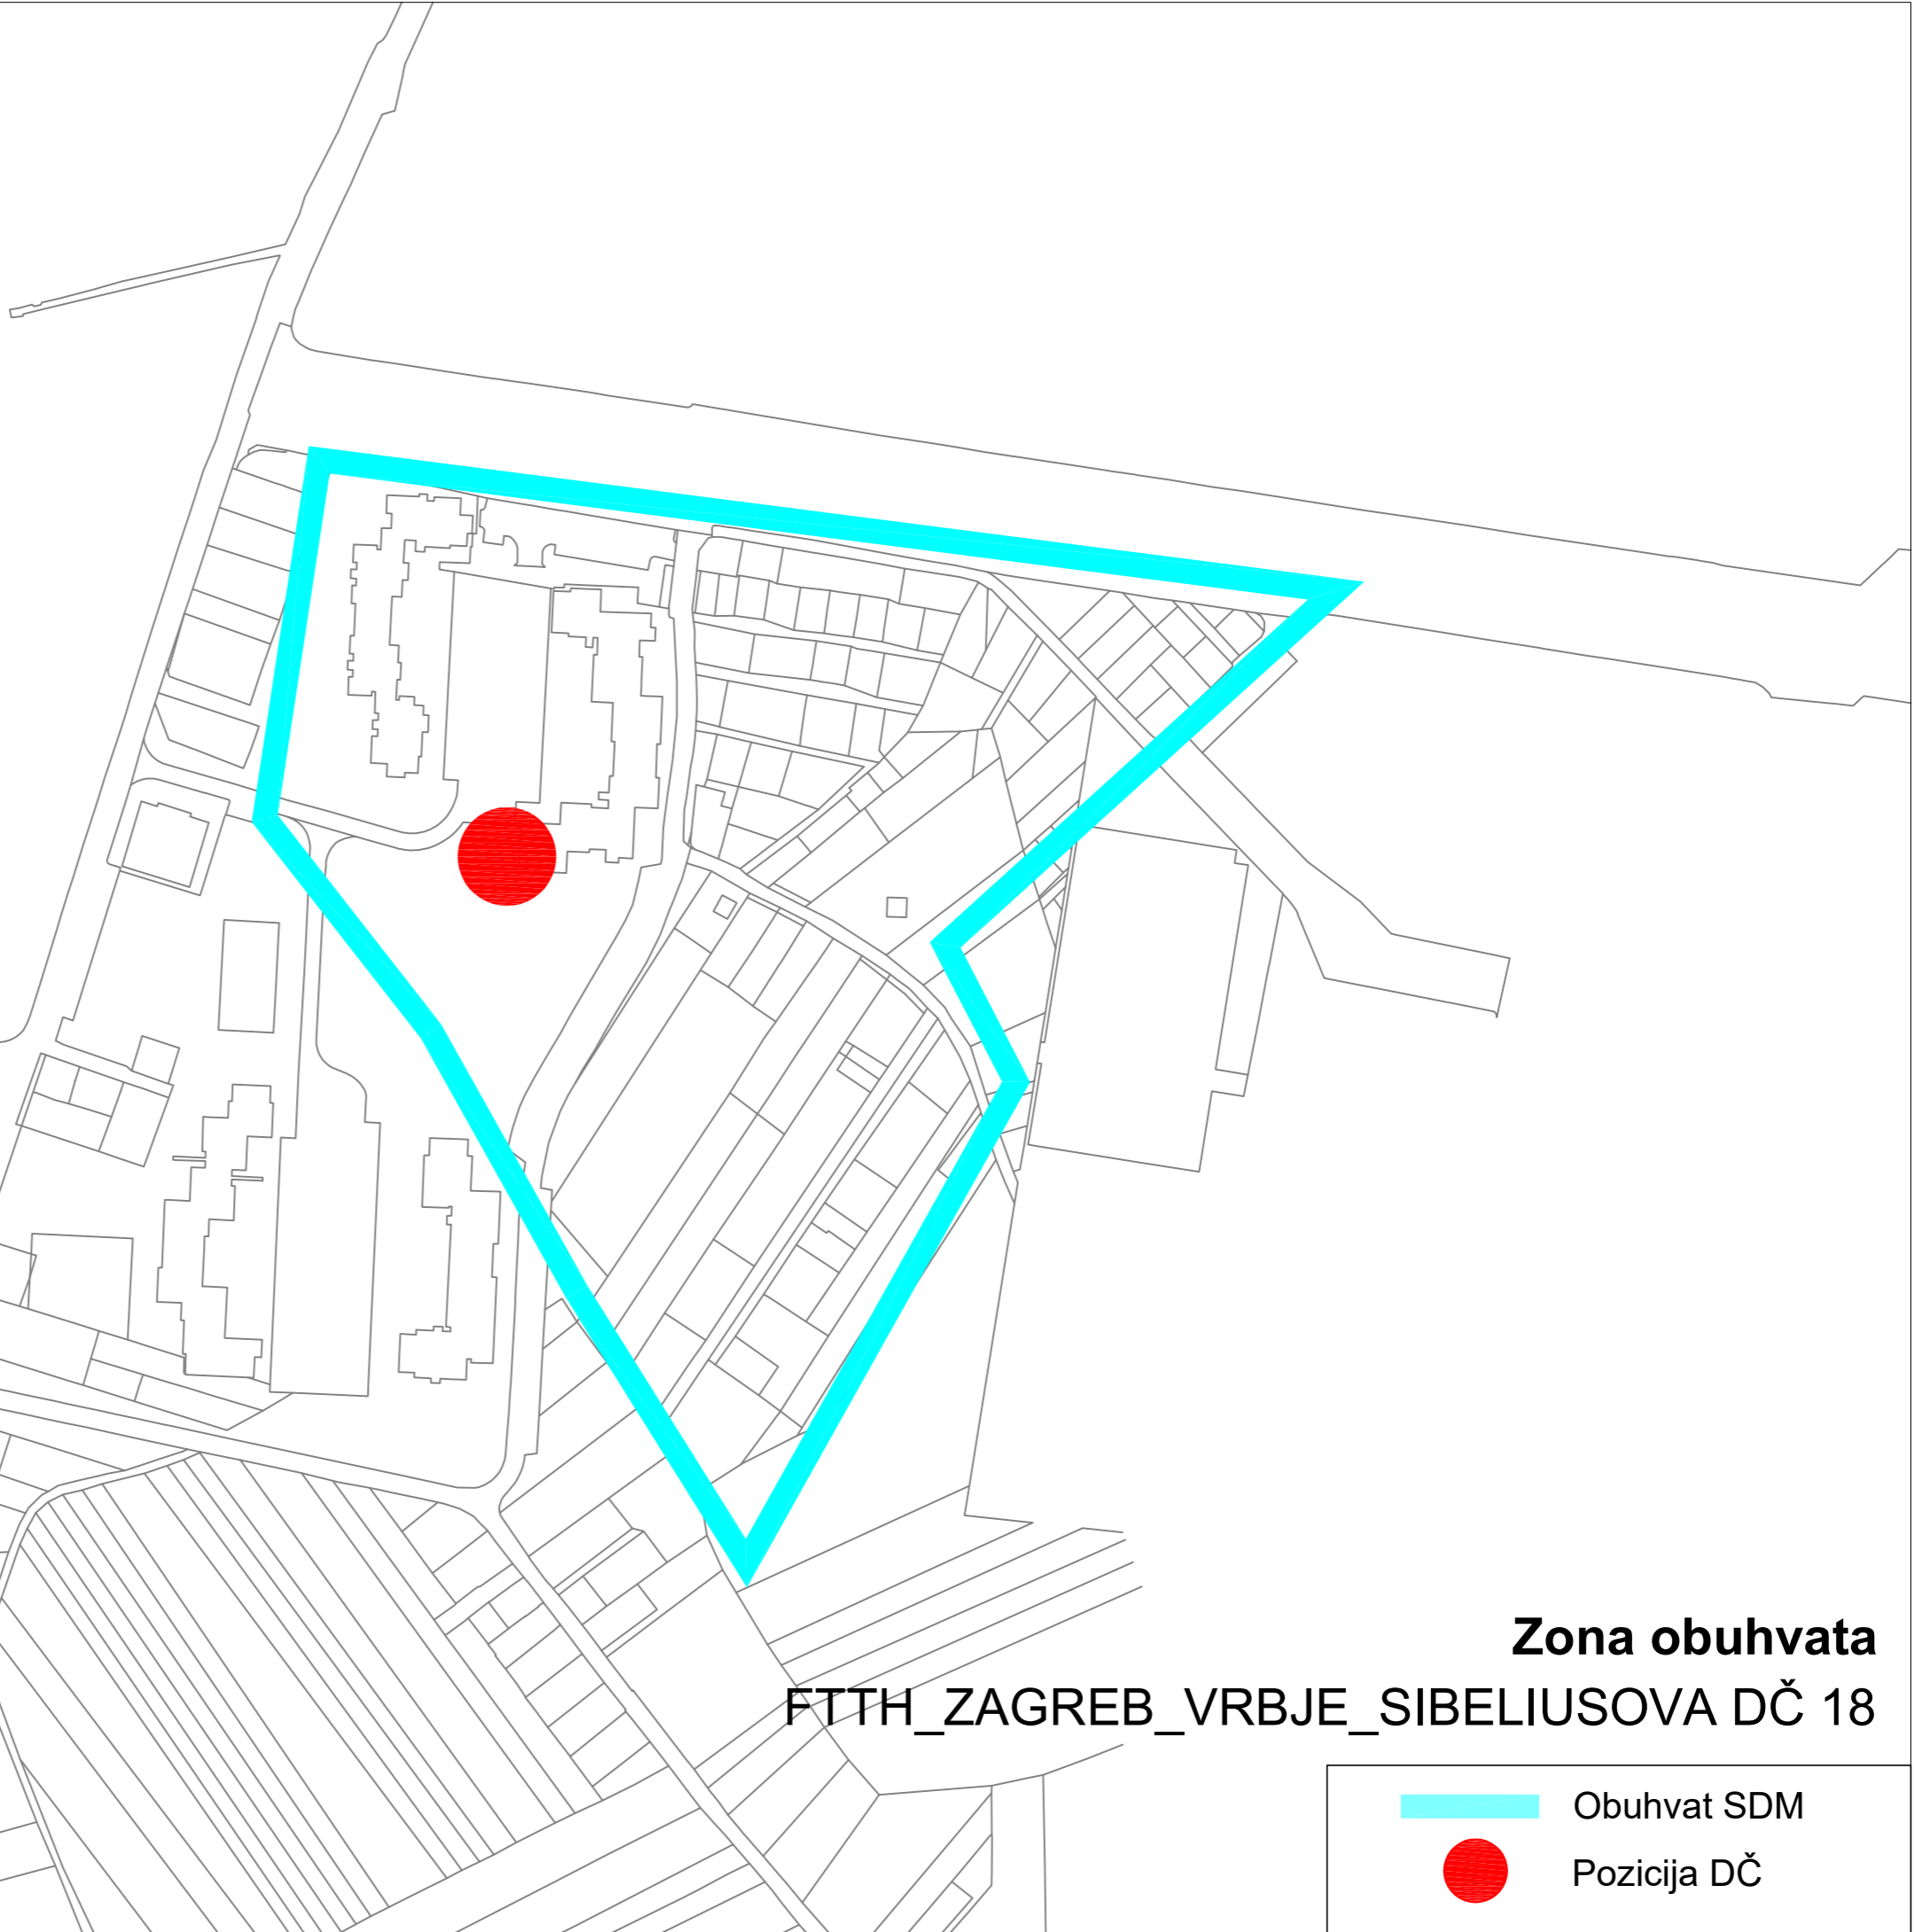 Zona obuhvata
FTTH_ZAGREB_VRBJE_SIBELIUSOVA DČ 18
Obuhvat SDM
Pozicija DČ